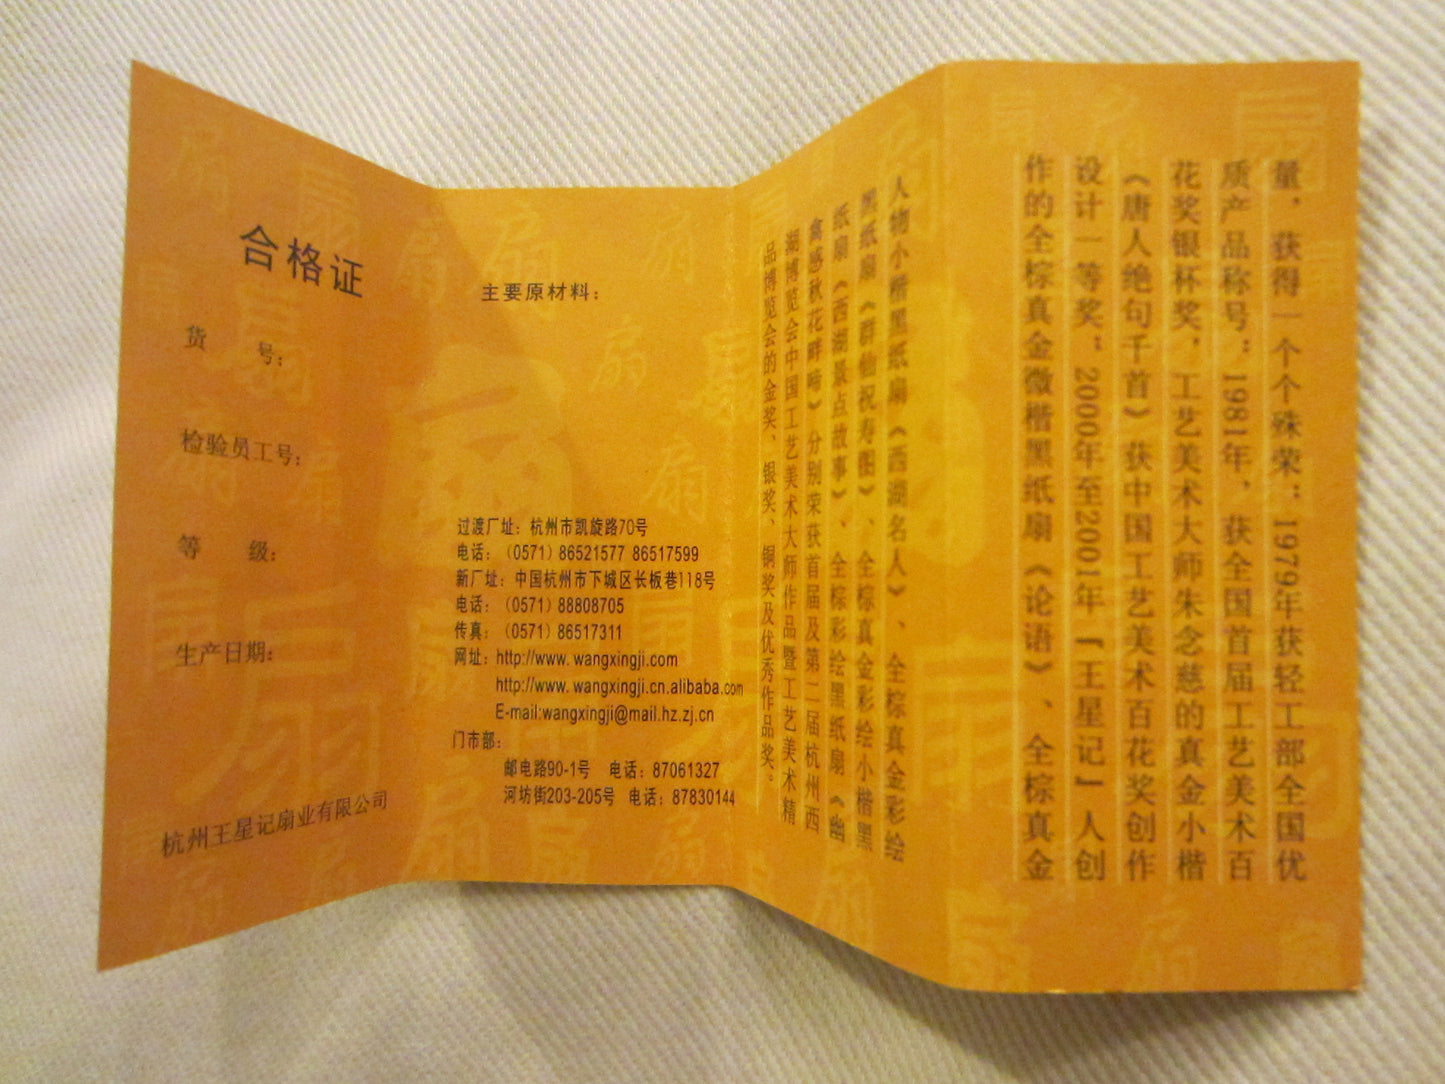 合格证
货 号:
检验员工号:
等 级:
生产日期:
杭州王星记扇业有限公司
主要原材料:
过渡厂址:杭州市凯旋路70号
电话:(0571) 86521577 86517599
新厂址:中国杭州市下城区长板巷118号
电话:(0571) 88808705
传真:(0571) 86517311
网址:http://www.wangxingji.com
http://www.wangxingji.cn.alibaba.com
E-mail:wangxingji@mail.hz.zj.cn
门市部:
邮电路90-1号 电话:87061327
河坊街203-205号 电话:87830144
量,获得一个个殊荣:1979年获轻工部全国优
质产品称号;1981年,获全国首届工艺美术百
花奖银杯奖,工艺美术大师朱念慈的真金小楷
《唐人绝句千首》获中国工艺美术百花奖创作
设计一等奖;2000年至2001年「王星记」人创
作的全棕真金微楷黑纸扇《论语》、全棕真金
人物小楷黑纸扇《西湖名人》、全棕真金彩绘
黑纸扇《群仙祝寿图》、全棕真金彩绘小楷黑
纸扇《西湖景点故事》、全棕彩绘黑纸扇《幽
禽感秋花畔啼》分别荣获首届及第二届杭州西
湖博览会中国工艺美术大师作品暨工艺美术精
品博览会的金奖、银奖、铜奖及优秀作品奖。